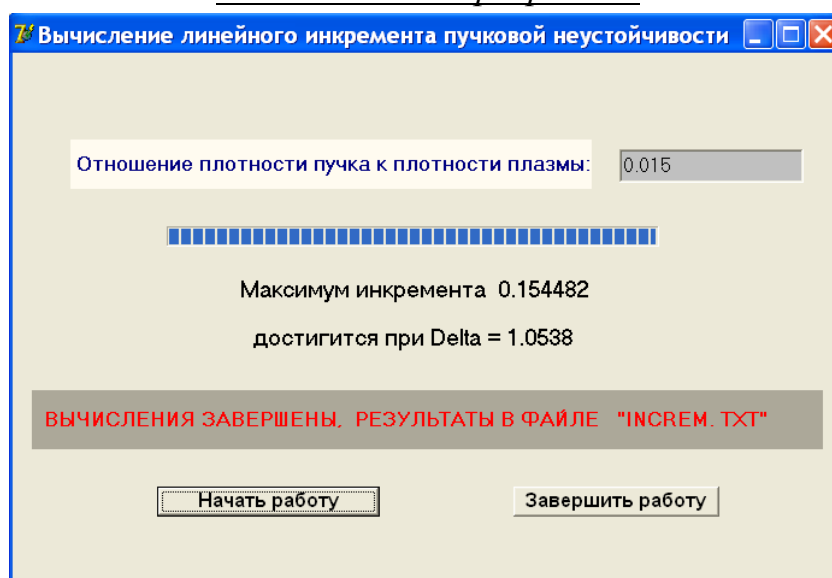 Вычисление линейного инкремента пучковой неустойчивости
Отношение плотности пучка к плотности плазмы: 0.015
Максимум инкремента 0.154482
достигится при Delta = 1.0538
ВЫЧИСЛЕНИЯ ЗАВЕРШЕНЫ, РЕЗУЛЬТАТЫ В ФАЙЛЕ "INCREM.TXT"
Начать работу Завершить работу